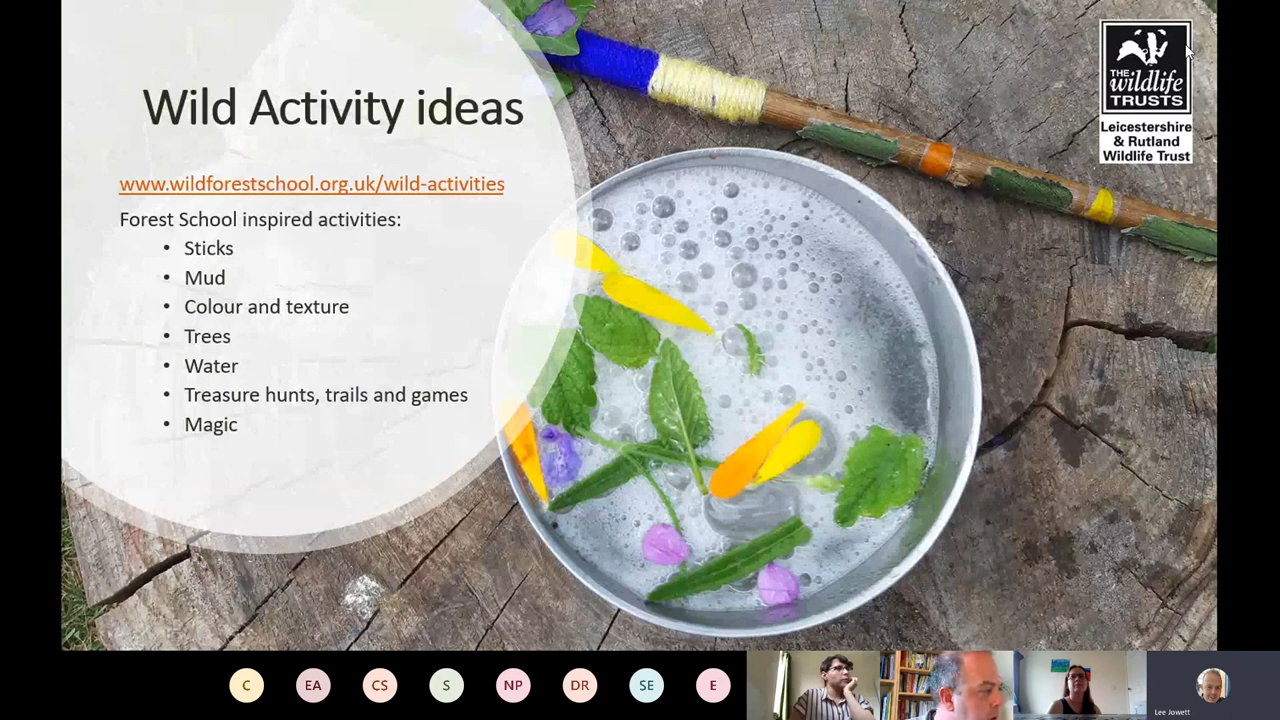 Wild Activity ideas
www.wildforestschool.org.uk/wild-activities
Forest School inspired activities:
• Sticks
• Mud
• Colour and texture
• Trees
• Water
• Treasure hunts, trails and games
• Magic
THE
wildlife
TRUSTS
Leicestershire
& Rutland
Wildlife Trust
C EA CS S NP DR SE E
Lee Jowett